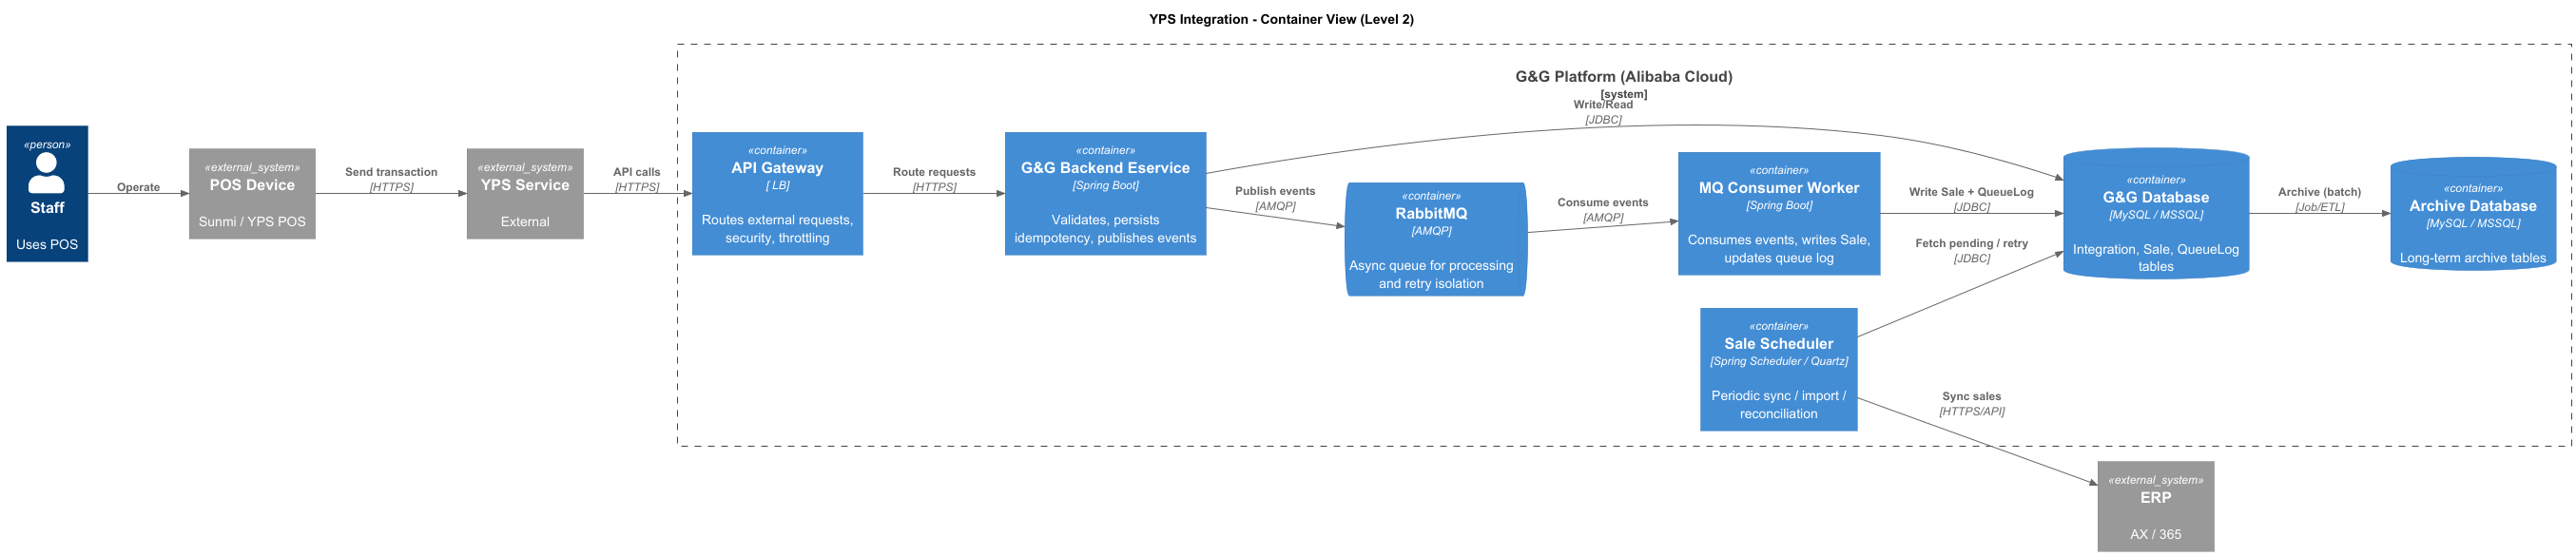 YPS Integration - Container View (Level 2)
G&G Platform (Alibaba Cloud)
[system]
«person»
Staff
Uses POS
Operate
«external_system»
POS Device
Sunmi / YPS POS
Send transaction
[HTTPS]
«external_system»
YPS Service
External
API calls
[HTTPS]
«container»
API Gateway
[ LB]
Routes external requests,
security, throttling
Route requests
[HTTPS]
«container»
G&G Backend Eservice
[Spring Boot]
Validates, persists
idempotency, publishes events
Write/Read
[JDBC]
Publish events
[AMQP]
«container»
RabbitMQ
[AMQP]
Async queue for processing
and retry isolation
Consume events
[AMQP]
«container»
MQ Consumer Worker
[Spring Boot]
Consumes events, writes Sale,
updates queue log
Write Sale + QueueLog
[JDBC]
«container»
Sale Scheduler
[Spring Scheduler / Quartz]
Periodic sync / import /
reconciliation
Fetch pending / retry
[JDBC]
Sync sales
[HTTPS/API]
«container»
G&G Database
[MySQL / MSSQL]
Integration, Sale, QueueLog
tables
Archive (batch)
[Job/ETL]
«container»
Archive Database
[MySQL / MSSQL]
Long-term archive tables
«external_system»
ERP
AX / 365